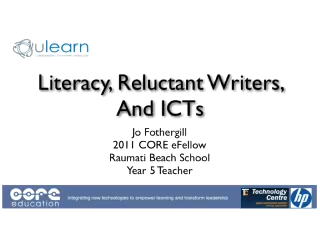 ulearn
Literacy, Reluctant Writers,
And ICTs
Jo Fothergill
2011 CORE eFellow
Raumati Beach School
Year 5 Teacher
core
education
integrating new technologies to empower learning and transform leadership
Technology
Centre
hp